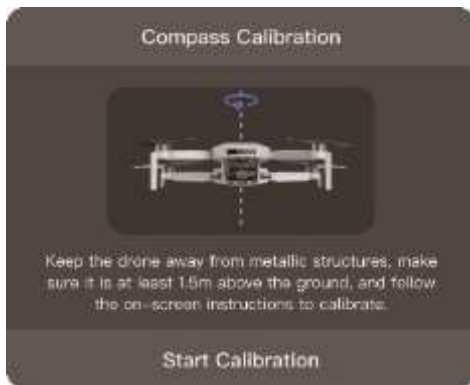 Compass Calibration
Keep the drone away from metallic structures, make
sure it is at least 1.5m above the ground, and follow
the on-screen instructions to calibrate.
Start Calibration